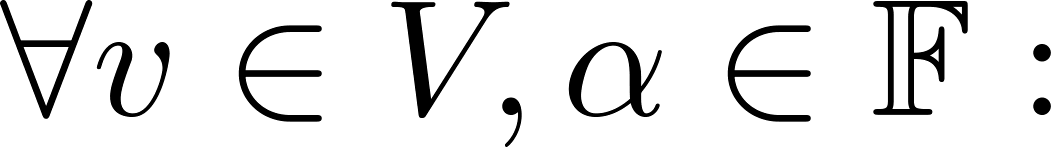 ∀v ∈ V, α ∈ 𝔽 :